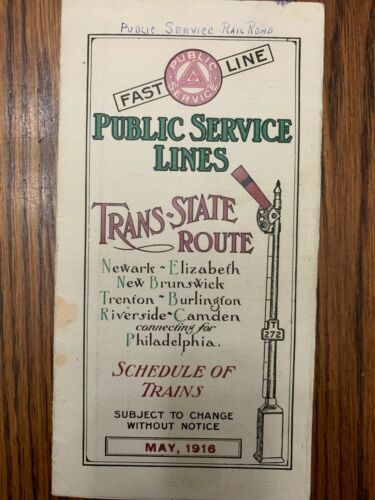 Public Service Rail Road
FAST LINE
PUBLIC SERVICE
PUBLIC SERVICE
LINES
TRANS-STATE
ROUTE
Newark ~ Elizabeth
New Brunswick
Trenton ~ Burlington
Riverside ~ Camden
connecting for
Philadelphia.
SCHEDULE OF
TRAINS
SUBJECT TO CHANGE
WITHOUT NOTICE
MAY, 1916
T
272